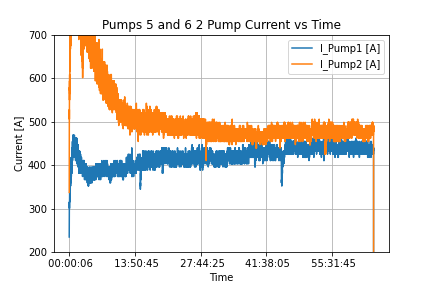 Pumps 5 and 6 2 Pump Current vs Time
700
600
500
400
300
200
Current [A]
I_Pump1 [A]
I_Pump2 [A]
00:00:06 13:50:45 27:44:25 41:38:05 55:31:45
Time